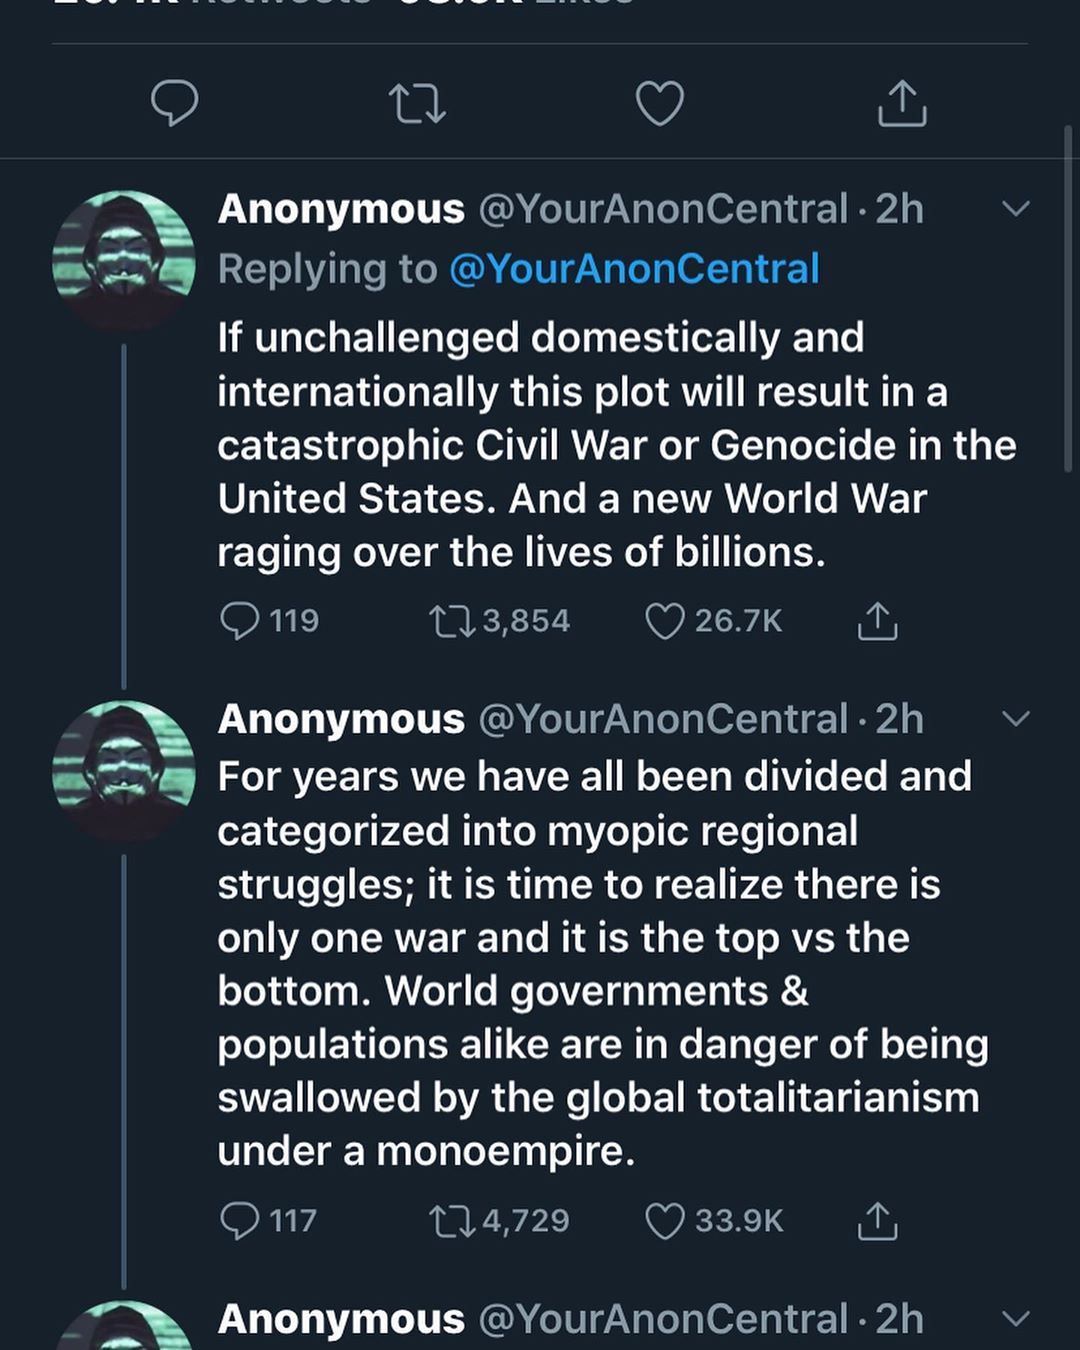 Anonymous @YourAnonCentral · 2h
Replying to @YourAnonCentral
If unchallenged domestically and
internationally this plot will result in a
catastrophic Civil War or Genocide in the
United States. And a new World War
raging over the lives of billions.
119 3,854 26.7K
Anonymous @YourAnonCentral · 2h
For years we have all been divided and
categorized into myopic regional
struggles; it is time to realize there is
only one war and it is the top vs the
bottom. World governments &
populations alike are in danger of being
swallowed by the global totalitarianism
under a monoempire.
117 4,729 33.9K
Anonymous @YourAnonCentral · 2h